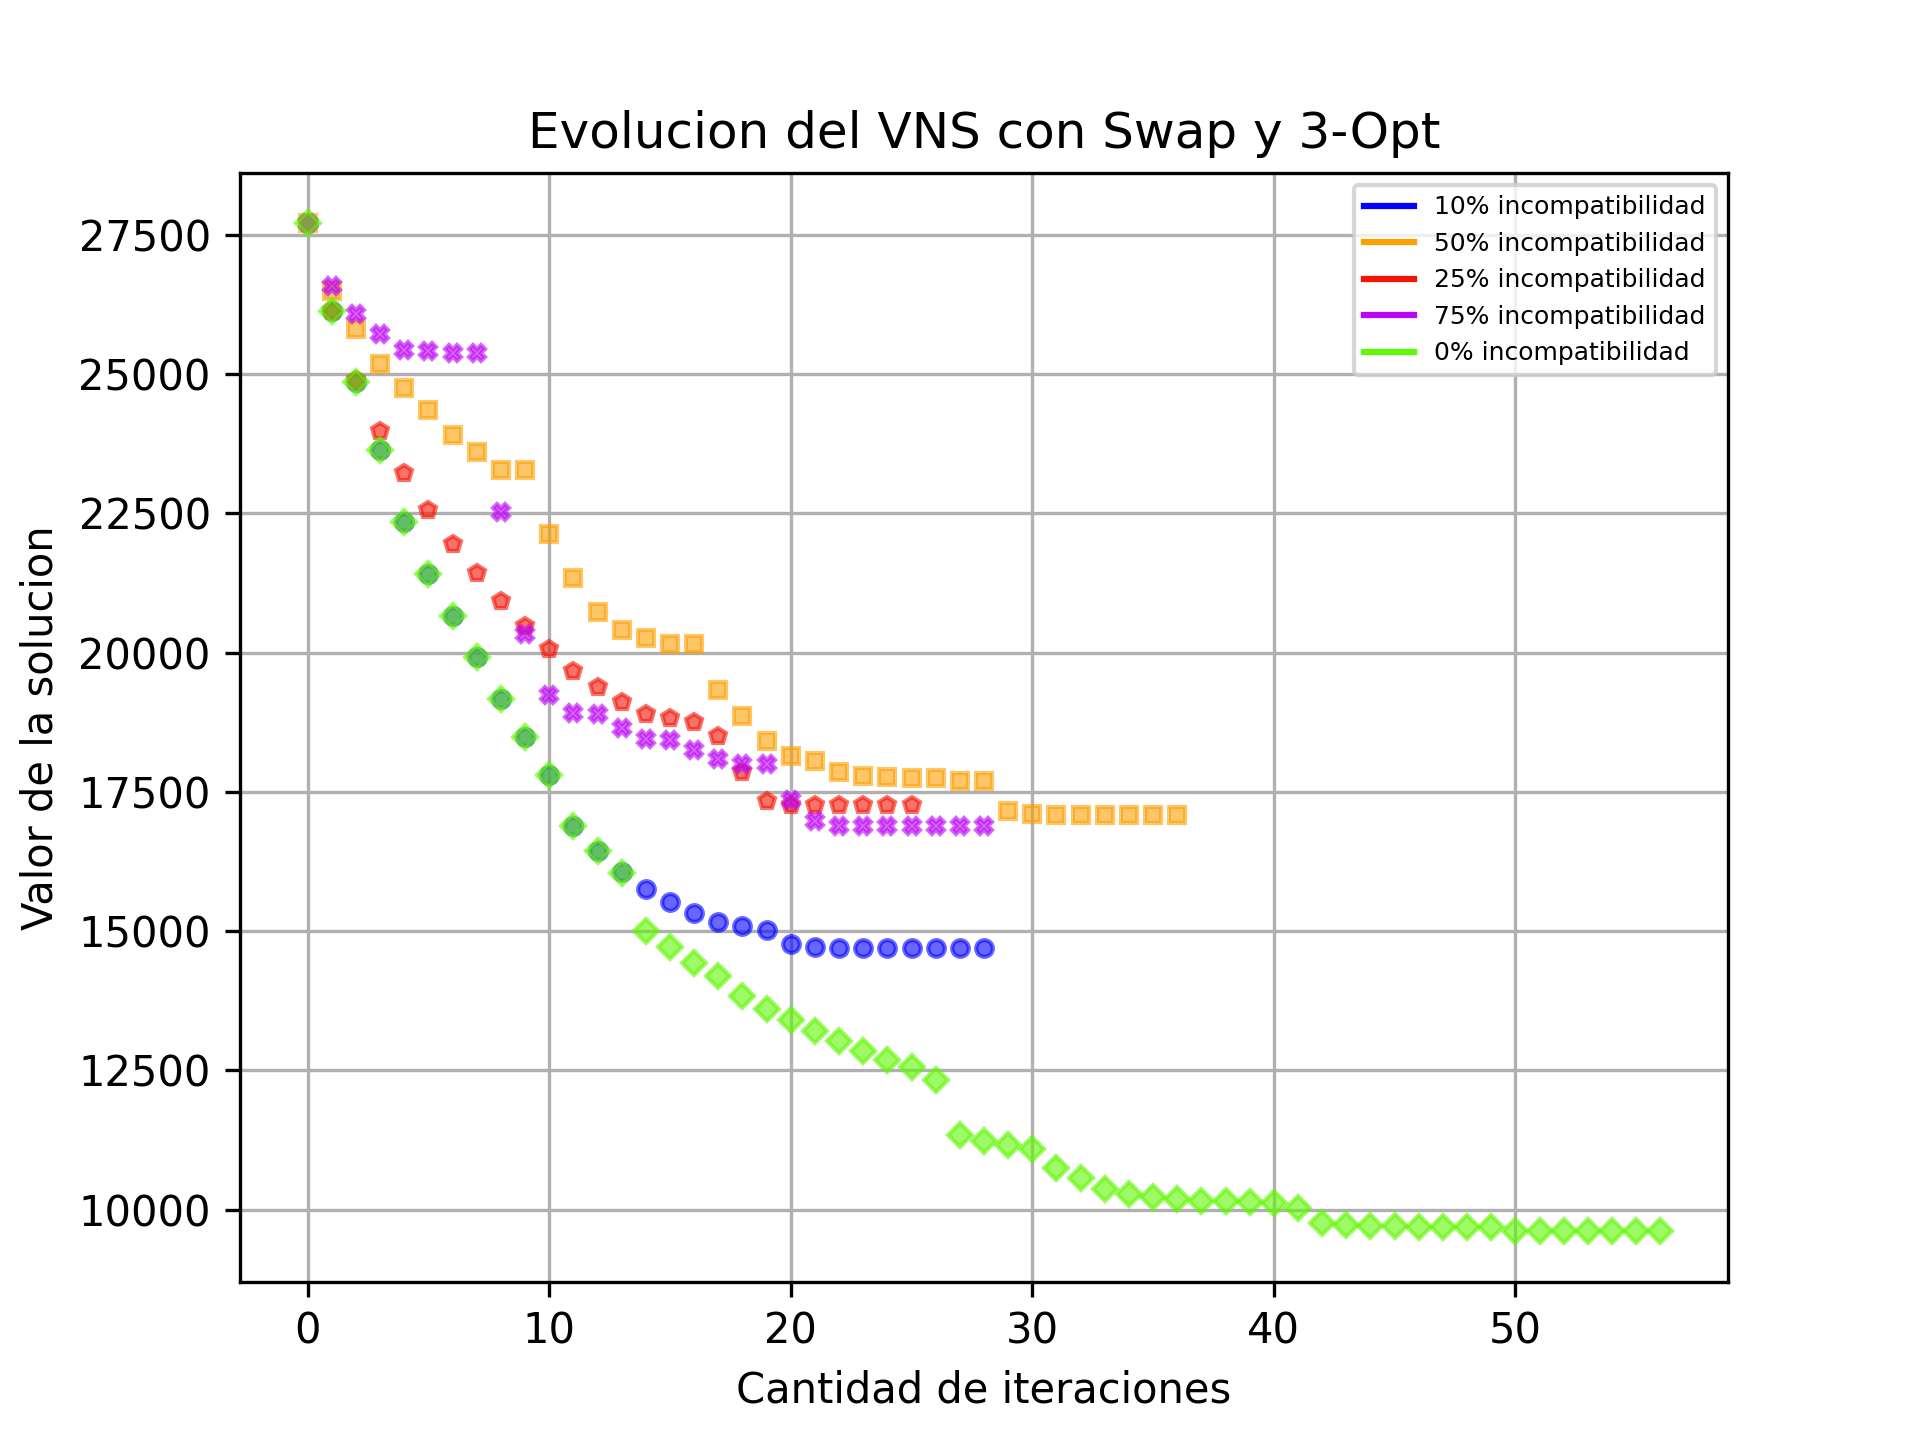 Evolucion del VNS con Swap y 3-Opt
10% incompatibilidad
50% incompatibilidad
25% incompatibilidad
75% incompatibilidad
0% incompatibilidad
Valor de la solucion
27500
25000
22500
20000
17500
15000
12500
10000
0 10 20 30 40 50
Cantidad de iteraciones